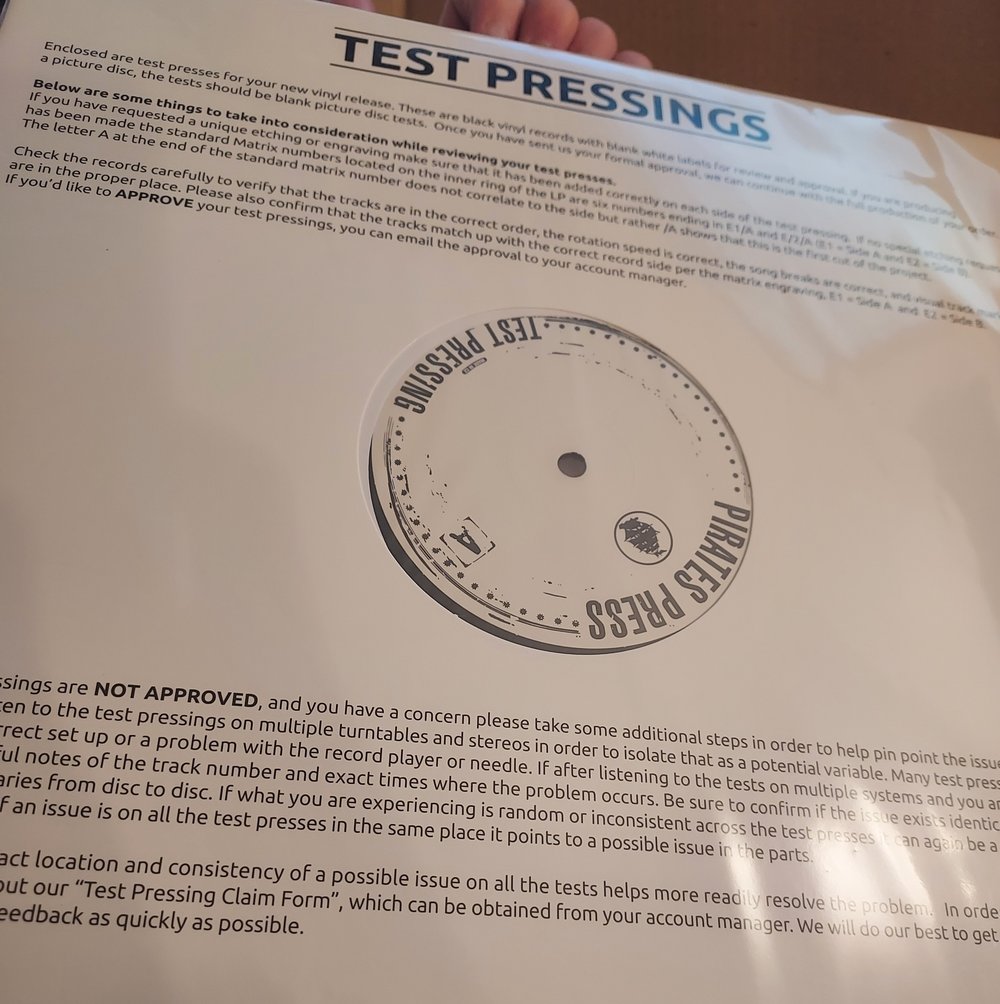 TEST PRESSINGS
Enclosed are test presses for your new vinyl release. These are black vinyl records with blank white labels for review and approval. If you are producing
a picture disc, the tests should be blank picture disc tests. Once you have sent us your formal approval, we can continue with the full production of your order.
Below are some things to take into consideration while reviewing your test presses.
If you have requested a unique etching or engraving make sure that it has been added correctly on each side of the test pressing. If no special etching
has been made the standard Matrix numbers located on the inner ring of the LP are six numbers ending in E1/A and E/2/A (E1 = Side A and E2 = Side B).
The letter A at the end of the standard matrix number does not correlate to the side but rather /A shows that this is the first cut of the project.
Check the records carefully to verify that the tracks are in the correct order, the rotation speed is correct, the song breaks are correct, and visual track
are in the proper place. Please also confirm that the tracks match up with the correct record side per the matrix engraving, E1 = Side A and E2 = Side B.
If you'd like to APPROVE your test pressings, you can email the approval to your account manager.
TEST PRESSING
A
PIRATES PRESS
ssings are NOT APPROVED, and you have a concern please take some additional steps in order to help pin point the issue
ten to the test pressings on multiple turntables and stereos in order to isolate that as a potential variable. Many test press
rrect set up or a problem with the record player or needle. If after listening to the tests on multiple systems and you ar
ful notes of the track number and exact times where the problem occurs. Be sure to confirm if the issue exists identic
aries from disc to disc. If what you are experiencing is random or inconsistent across the test presses it can again be a
f an issue is on all the test presses in the same place it points to a possible issue in the parts.
act location and consistency of a possible issue on all the tests helps more readily resolve the problem. In orde
out our "Test Pressing Claim Form", which can be obtained from your account manager. We will do our best to get
eedback as quickly as possible.